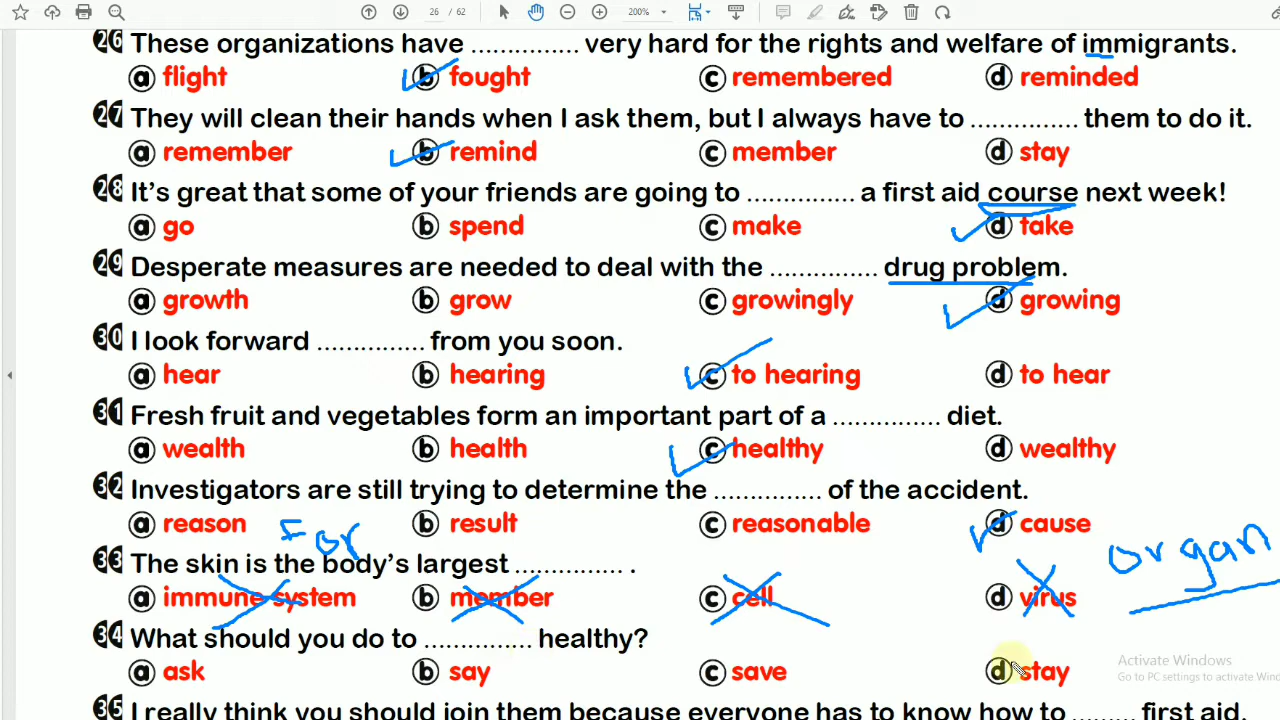 26 / 62 200%
26 These organizations have ............... very hard for the rights and welfare of immigrants.
a flight b fought c remembered d reminded
27 They will clean their hands when I ask them, but I always have to ............... them to do it.
a remember b remind c member d stay
28 It's great that some of your friends are going to ............... a first aid course next week!
a go b spend c make d take
29 Desperate measures are needed to deal with the ............... drug problem.
a growth b grow c growingly d growing
30 I look forward ............... from you soon.
a hear b hearing c to hearing d to hear
31 Fresh fruit and vegetables form an important part of a ............... diet.
a wealth b health c healthy d wealthy
32 Investigators are still trying to determine the ............... of the accident.
a reason b result c reasonable d cause
For
organ
33 The skin is the body's largest ............... .
a immune system b member c cell d virus
34 What should you do to ............... healthy?
a ask b say c save d stay
Activate Windows
Go to PC settings to activate Win
35 I really think you should join them because everyone has to know how to ......... first aid.